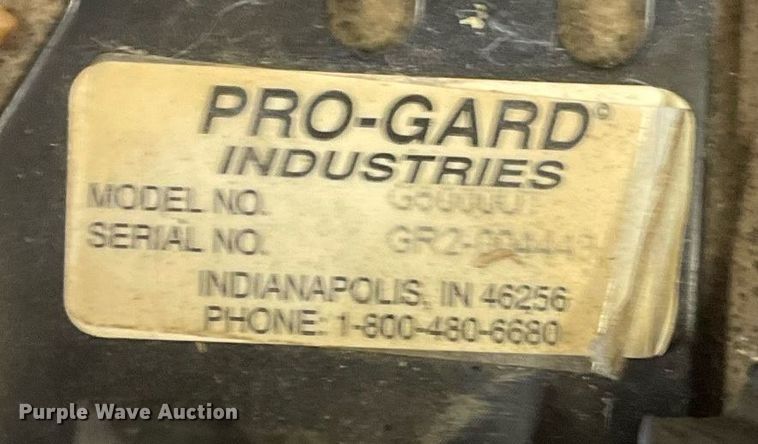 PRO-GARD©
INDUSTRIES
MODEL NO.
SERIAL NO.
INDIANAPOLIS, IN 46256
PHONE: 1-800-480-6680
Purple Wave Auction